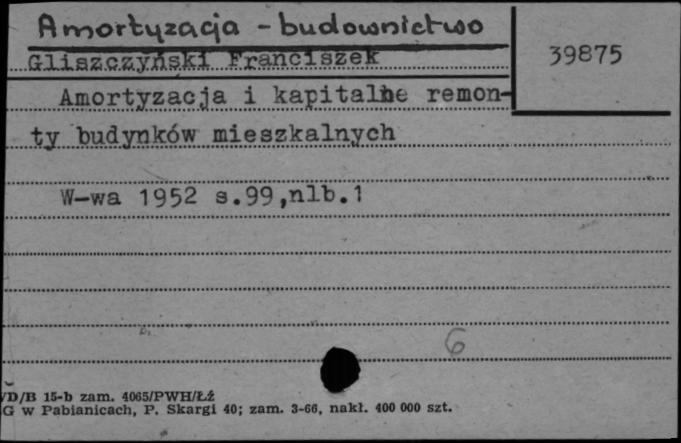 Amortyzacja - budownictwo
39875
Gliszczyński Franciszek
Amortyzacja i kapitalne remon-
ty budynków mieszkalnych
W-wa 1952 s.99,nlb.1
6
/D/B 15-b zam. 4065/PWH/Łź
G w Pabianicach, P. Skargi 40; zam. 3-66, nakł. 400 000 szt.